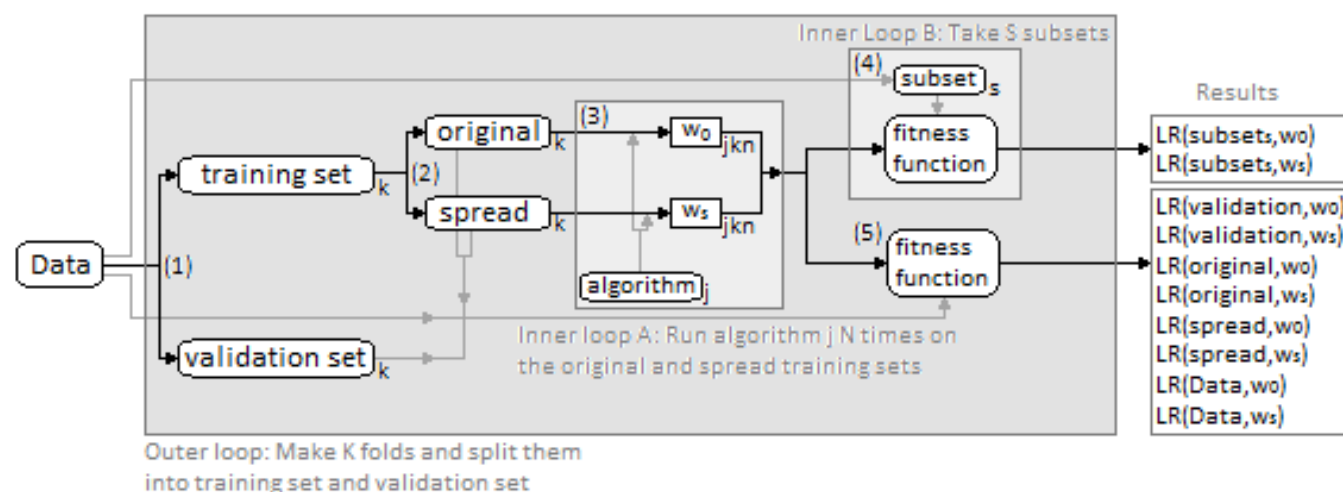 Inner Loop B: Take S subsets
(4)
subset s
Results
original k
(3)
w₀ jkn
fitness
function
LR(subsets,w₀)
LR(subsets,ws)
training set k
(2)
spread k
ws jkn
(5)
fitness
function
LR(validation,w₀)
LR(validation,ws)
LR(original,w₀)
LR(original,ws)
LR(spread,w₀)
LR(spread,ws)
LR(Data,w₀)
LR(Data,ws)
Data
(1)
algorithm j
validation set k
Inner loop A: Run algorithm j N times on
the original and spread training sets
Outer loop: Make K folds and split them
into training set and validation set